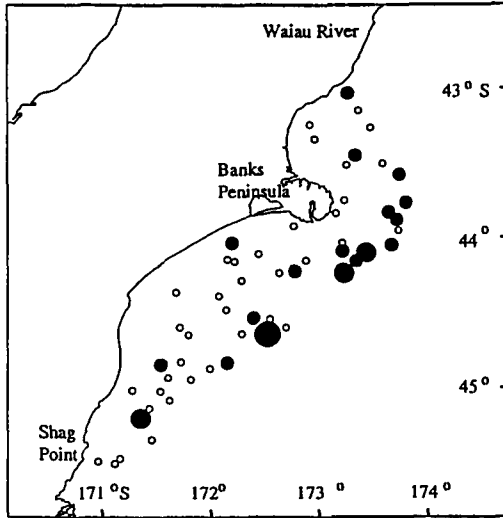 Waiau River
43° S
Banks
Peninsula
44°
45°
Shag
Point
171° S
172°
173°
174°